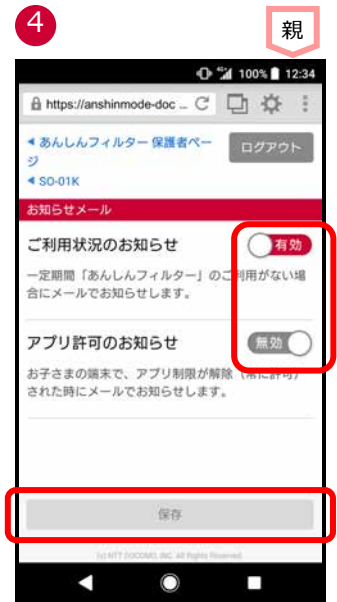 4
親
100% 12:34
https://anshinmode-doc ...
あんしんフィルター 保護者ページ
ログアウト
SO-01K
お知らせメール
ご利用状況のお知らせ
有効
一定期間「あんしんフィルター」のご利用がない場
合にメールでお知らせします。
アプリ許可のお知らせ
無効
お子さまの端末で、アプリ制限が解除(常に許可)
された時にメールでお知らせします。
保存
(c) NTT DOCOMO, INC. All Rights Reserved.